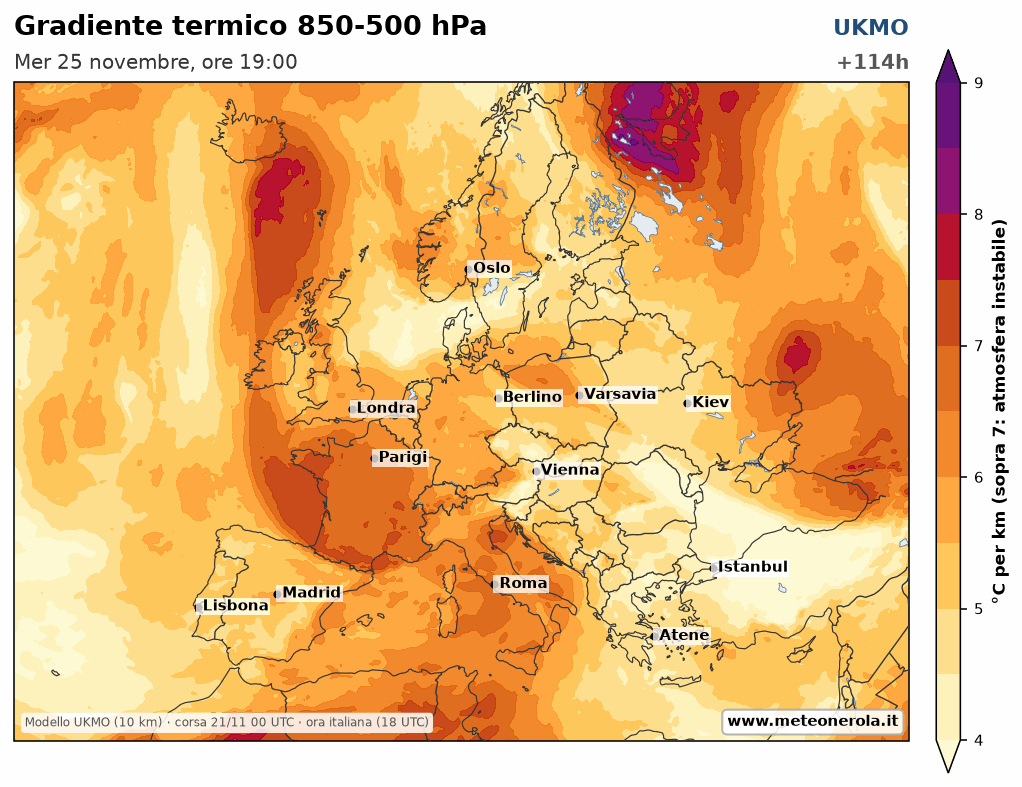 Gradiente termico 850-500 hPa
UKMO
Mer 25 novembre, ore 19:00
+114h
Oslo
Berlino
Varsavia
Londra
Kiev
Parigi
Vienna
Istanbul
Roma
Madrid
Lisbona
Atene
Modello UKMO (10 km) · corsa 21/11 00 UTC · ora italiana (18 UTC)
www.meteonerola.it
9
8
7
6
5
4
°C per km (sopra 7: atmosfera instabile)